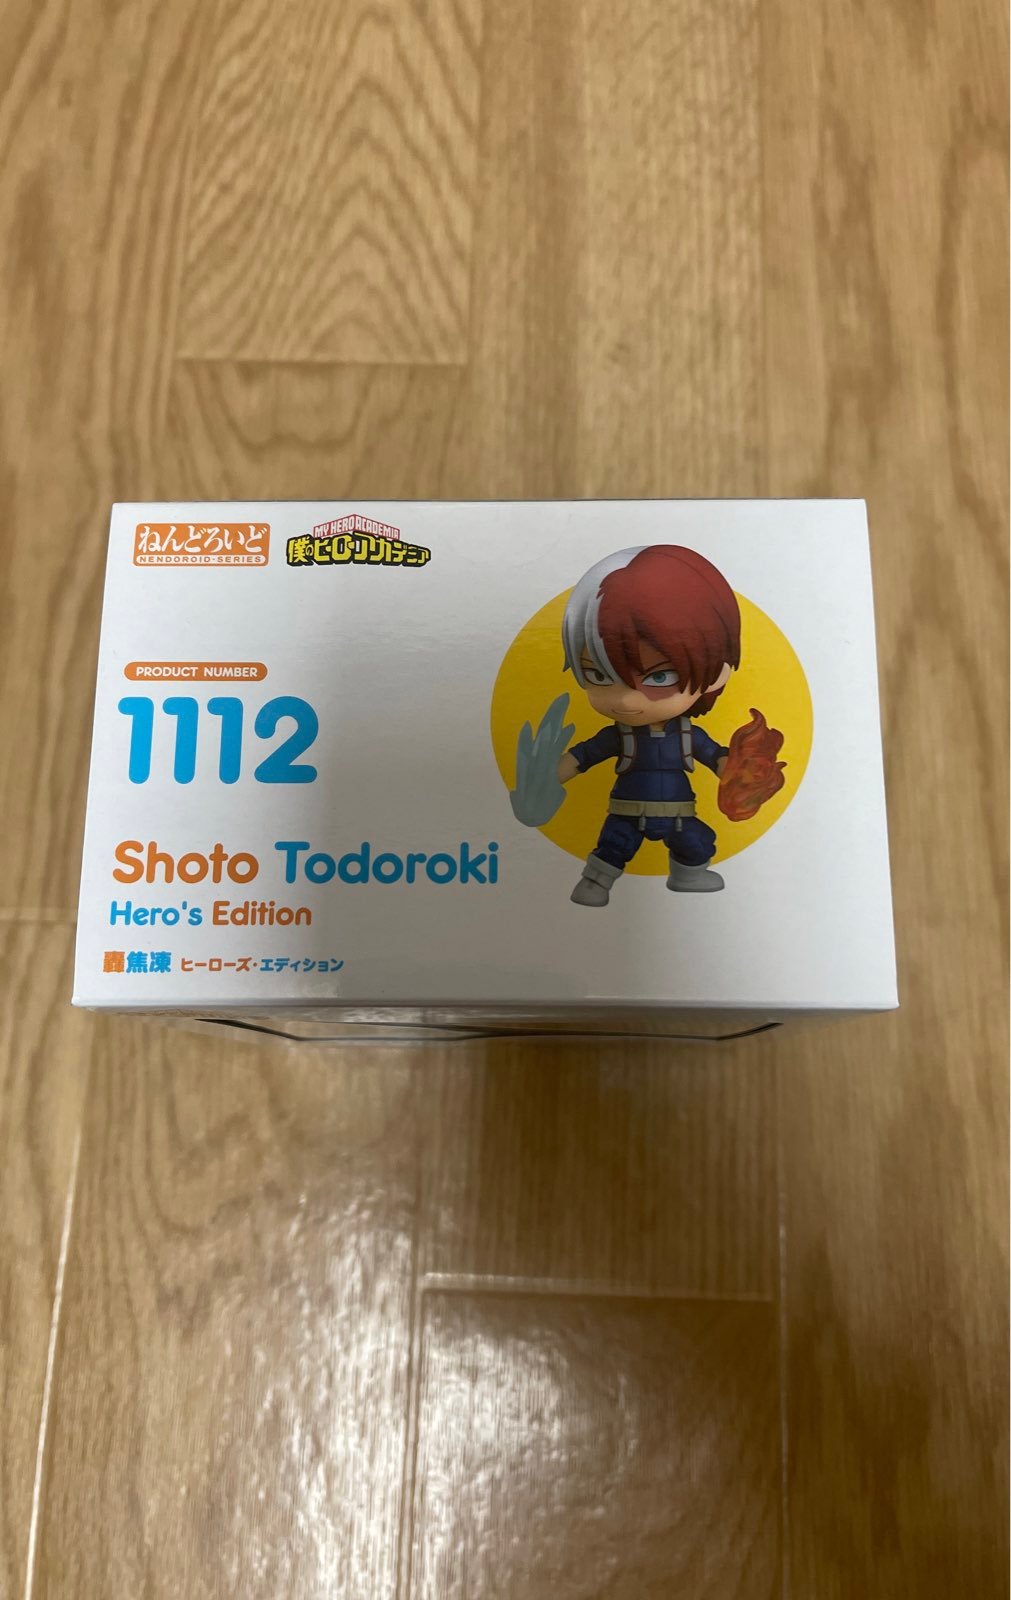 ねんどろいど
NENDOROID-SERIES
MY HERO ACADEMIA
僕のヒーローアカデミア
PRODUCT NUMBER
1112
Shoto Todoroki
Hero's Edition
轟焦凍 ヒーローズ・エディション